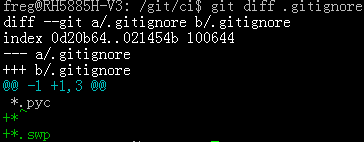 freg@RH5885H-V3: /git/ci$ git diff .gitignore
diff --git a/.gitignore b/.gitignore
index 0d20b64..021454b 100644
--- a/.gitignore
+++ b/.gitignore
@@ -1 +1,3 @@
 *.pyc
+*~
+*.swp